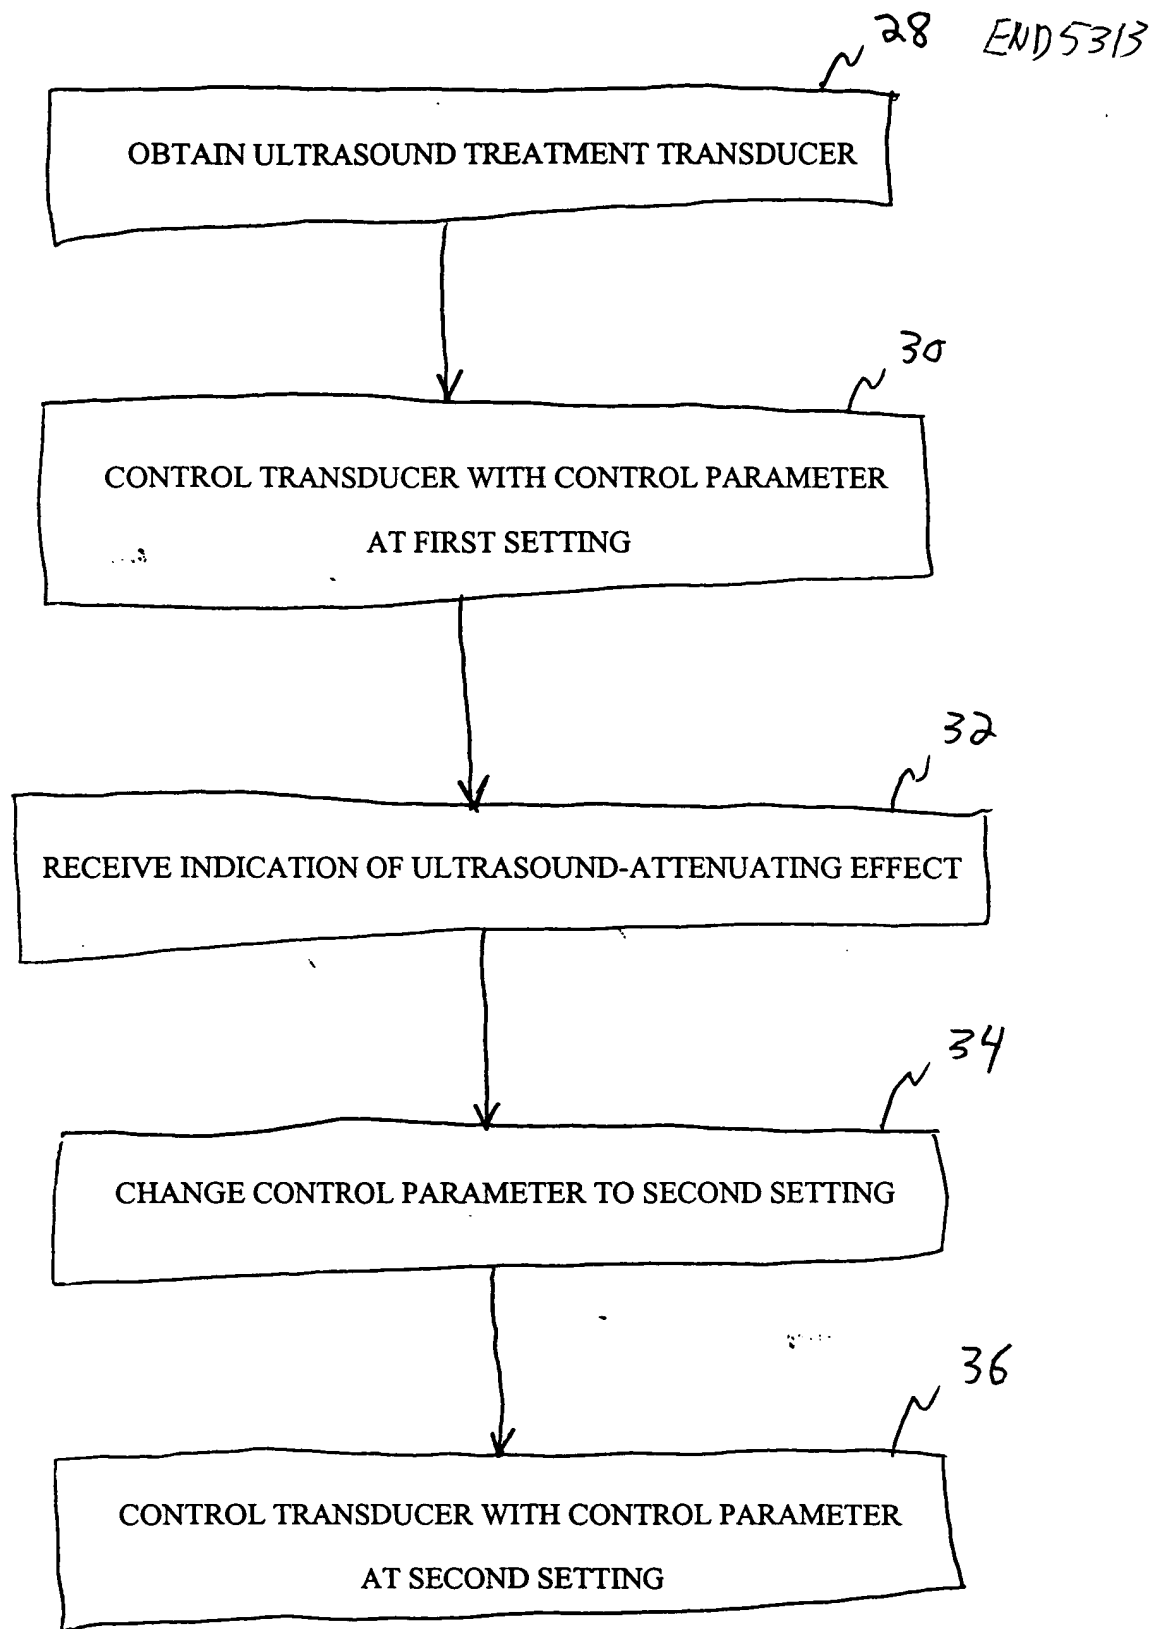 28 END5313
OBTAIN ULTRASOUND TREATMENT TRANSDUCER
30
CONTROL TRANSDUCER WITH CONTROL PARAMETER
AT FIRST SETTING
32
RECEIVE INDICATION OF ULTRASOUND-ATTENUATING EFFECT
34
CHANGE CONTROL PARAMETER TO SECOND SETTING
36
CONTROL TRANSDUCER WITH CONTROL PARAMETER
AT SECOND SETTING